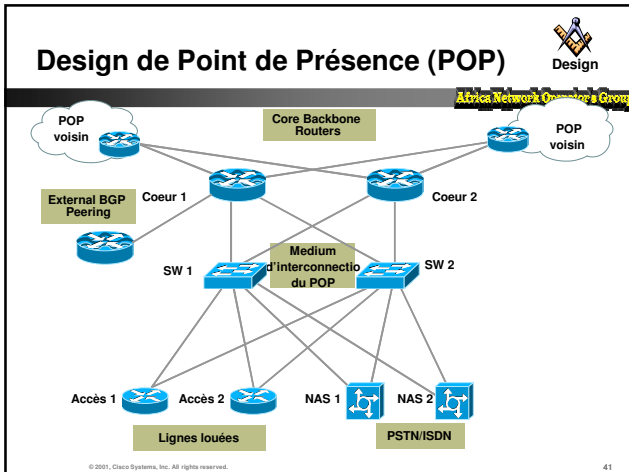 Design de Point de Présence (POP)
Design
Africa Network Operators Group
POP
voisin
Core Backbone
Routers
POP
voisin
Coeur 1
Coeur 2
External BGP
Peering
SW 1
Medium
d'interconnectio
du POP
SW 2
Accès 1
Accès 2
NAS 1
NAS 2
Lignes louées
PSTN/ISDN
© 2001, Cisco Systems, Inc. All rights reserved.
41